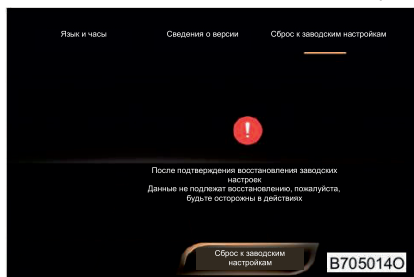 Язык и часы
Сведения о версии
Сброс к заводским настройкам
После подтверждения восстановления заводских
настроек
Данные не подлежат восстановлению, пожалуйста,
будьте осторожны в действиях
Сброс к заводским
настройкам
B705014O